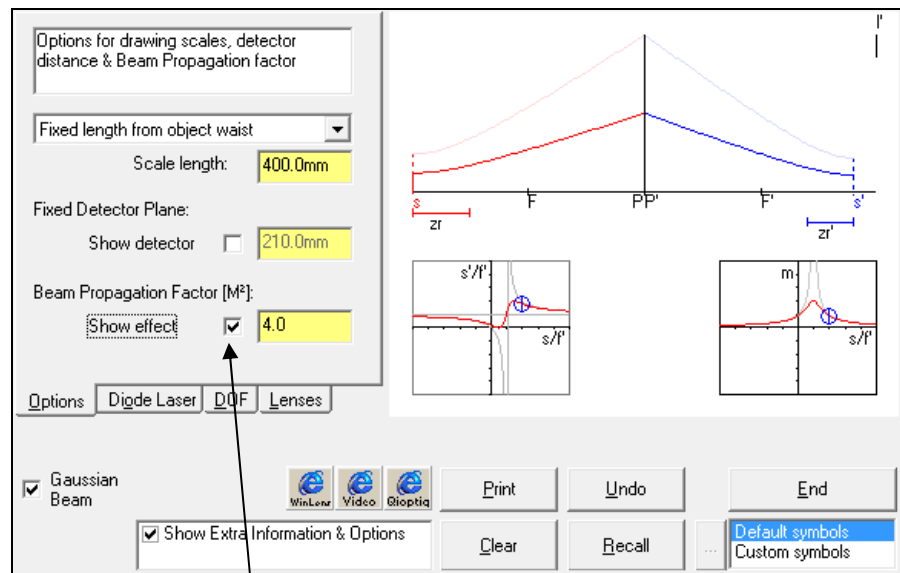 Options for drawing scales, detector
distance & Beam Propagation factor
Fixed length from object waist
Scale length: 400.0mm
Fixed Detector Plane:
Show detector 210.0mm
Beam Propagation Factor [M²]:
Show effect 4.0
Options Diode Laser DOF Lenses
l'
s F PP' F' s'
zr zr'
s'/f' m
s/f' s/f'
Gaussian
Beam
WinLens Video Qioptiq
Print Undo End
Show Extra Information & Options
Clear Recall ...
Default symbols
Custom symbols